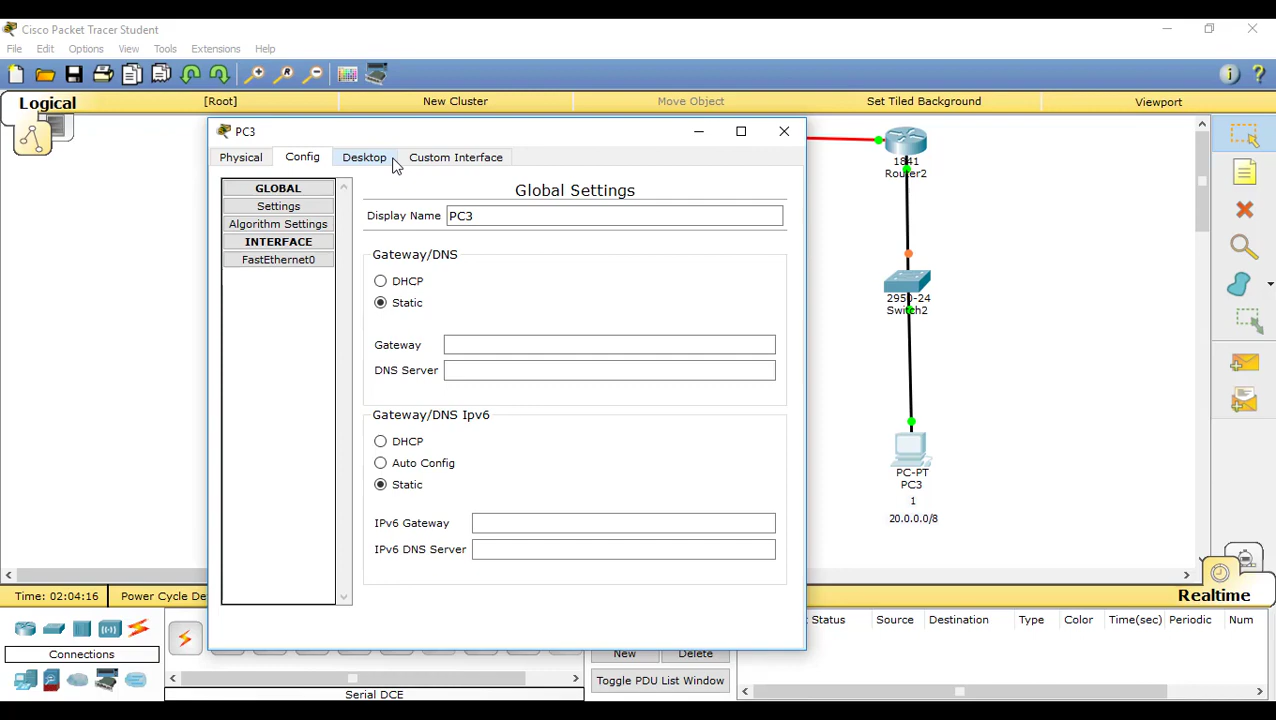 Cisco Packet Tracer Student
File Edit Options View Tools Extensions Help
Logical [Root] New Cluster Move Object Set Tiled Background Viewport
PC3
Physical Config Desktop Custom Interface
GLOBAL
Settings
Algorithm Settings
INTERFACE
FastEthernet0
Global Settings
Display Name PC3
Gateway/DNS
DHCP
Static
Gateway
DNS Server
Gateway/DNS Ipv6
DHCP
Auto Config
Static
IPv6 Gateway
IPv6 DNS Server
1841
Router2
2950-24
Switch2
PC-PT
PC3
1
20.0.0.0/8
Time: 02:04:16 Power Cycle De
Realtime
Status Source Destination Type Color Time(sec) Periodic Num
Connections
New Delete
Toggle PDU List Window
Serial DCE